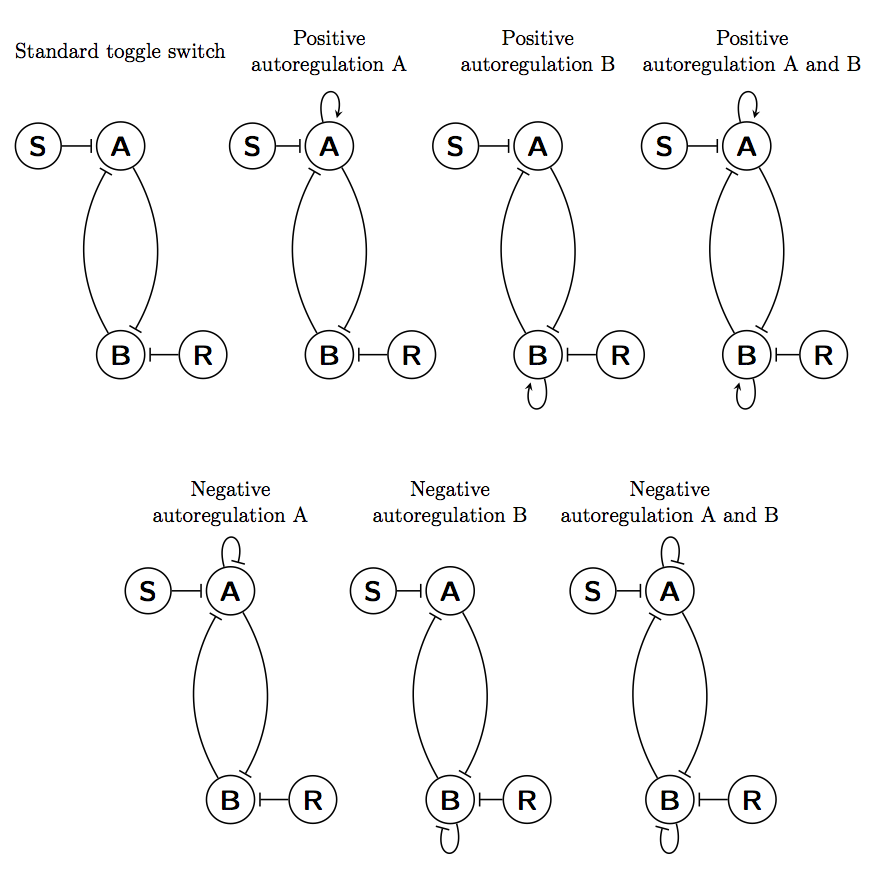 Standard toggle switch
Positive
autoregulation A
Positive
autoregulation B
Positive
autoregulation A and B
S A
S A
S A
S A
B R
B R
B R
B R
Negative
autoregulation A
Negative
autoregulation B
Negative
autoregulation A and B
S A
S A
S A
B R
B R
B R